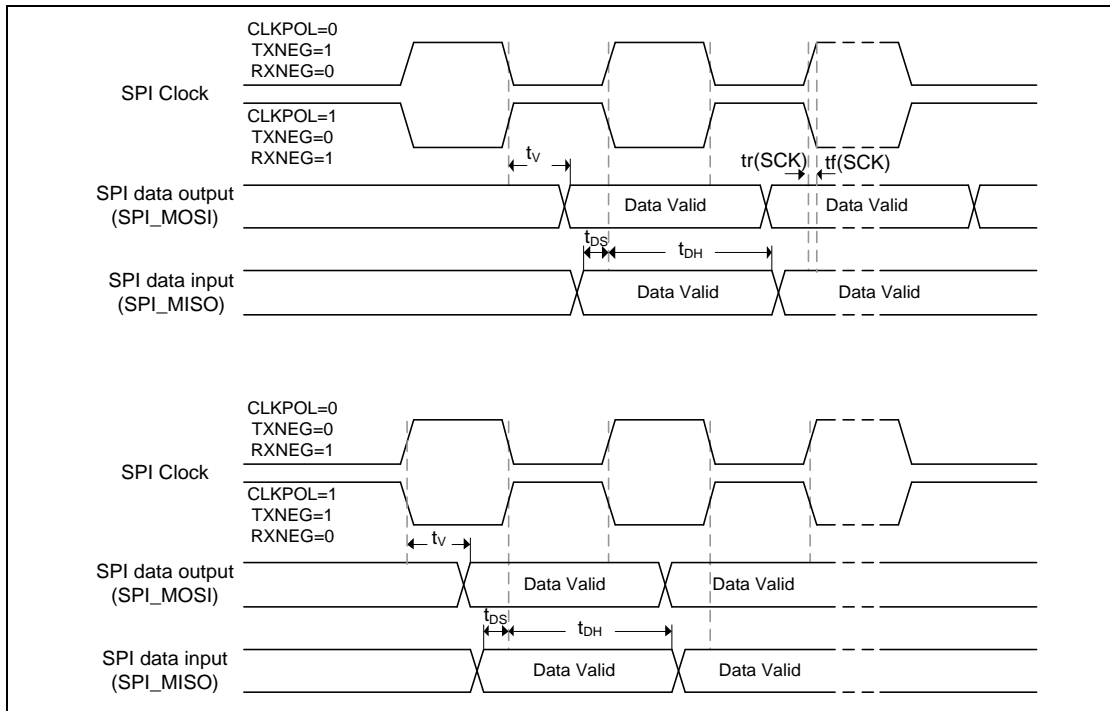 CLKPOL=0
TXNEG=1
RXNEG=0
SPI Clock
CLKPOL=1
TXNEG=0
RXNEG=1
tV
tr(SCK)
tf(SCK)
SPI data output
(SPI_MOSI)
Data Valid
Data Valid
tDS
tDH
SPI data input
(SPI_MISO)
Data Valid
Data Valid
CLKPOL=0
TXNEG=0
RXNEG=1
SPI Clock
CLKPOL=1
TXNEG=1
RXNEG=0
tV
SPI data output
(SPI_MOSI)
Data Valid
Data Valid
tDS
tDH
SPI data input
(SPI_MISO)
Data Valid
Data Valid